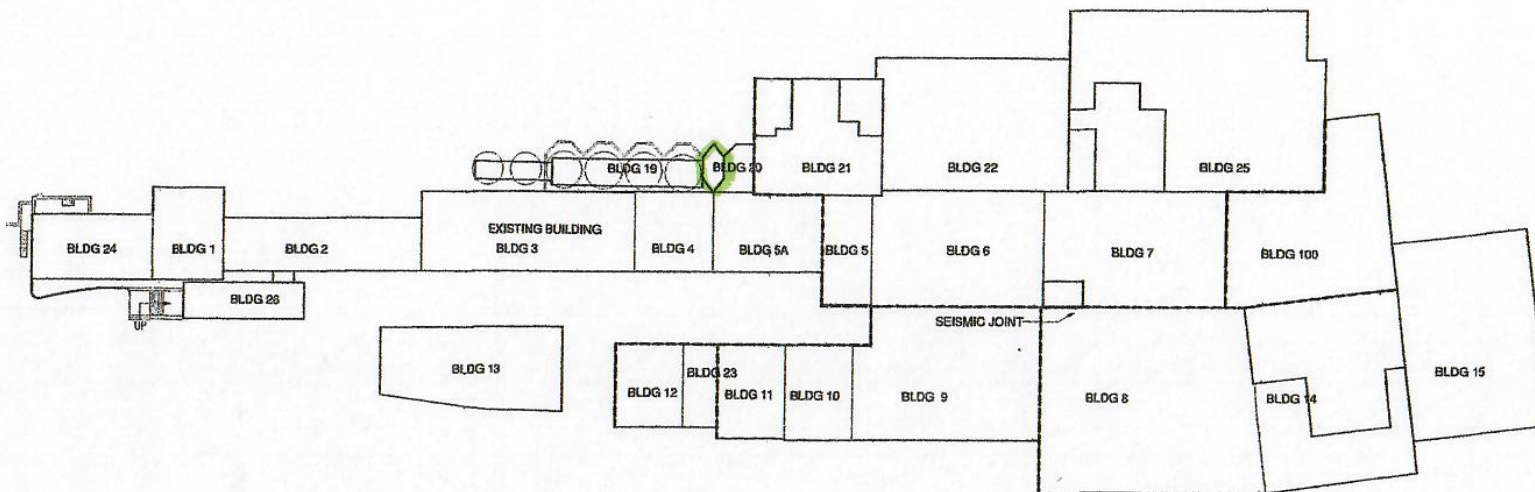 BLDG 19
BLDG 20
BLDG 21
BLDG 22
BLDG 25
BLDG 24
BLDG 1
BLDG 2
EXISTING BUILDING
BLDG 3
BLDG 4
BLDG 5A
BLDG 5
BLDG 6
BLDG 7
BLDG 100
BLDG 26
UP
SEISMIC JOINT
BLDG 13
BLDG 12
BLDG 23
BLDG 11
BLDG 10
BLDG 9
BLDG 8
BLDG 14
BLDG 15